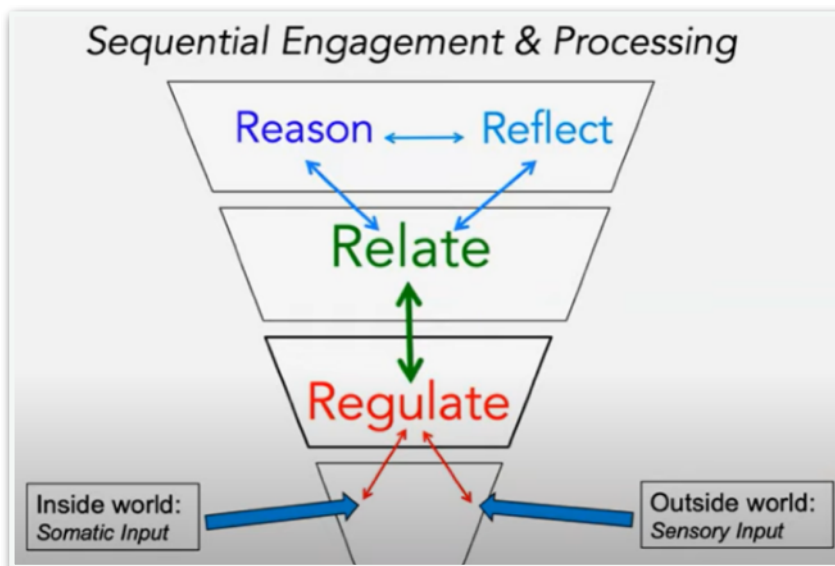 Sequential Engagement & Processing
Reason
Reflect
Relate
Regulate
Inside world:
Somatic Input
Outside world:
Sensory Input